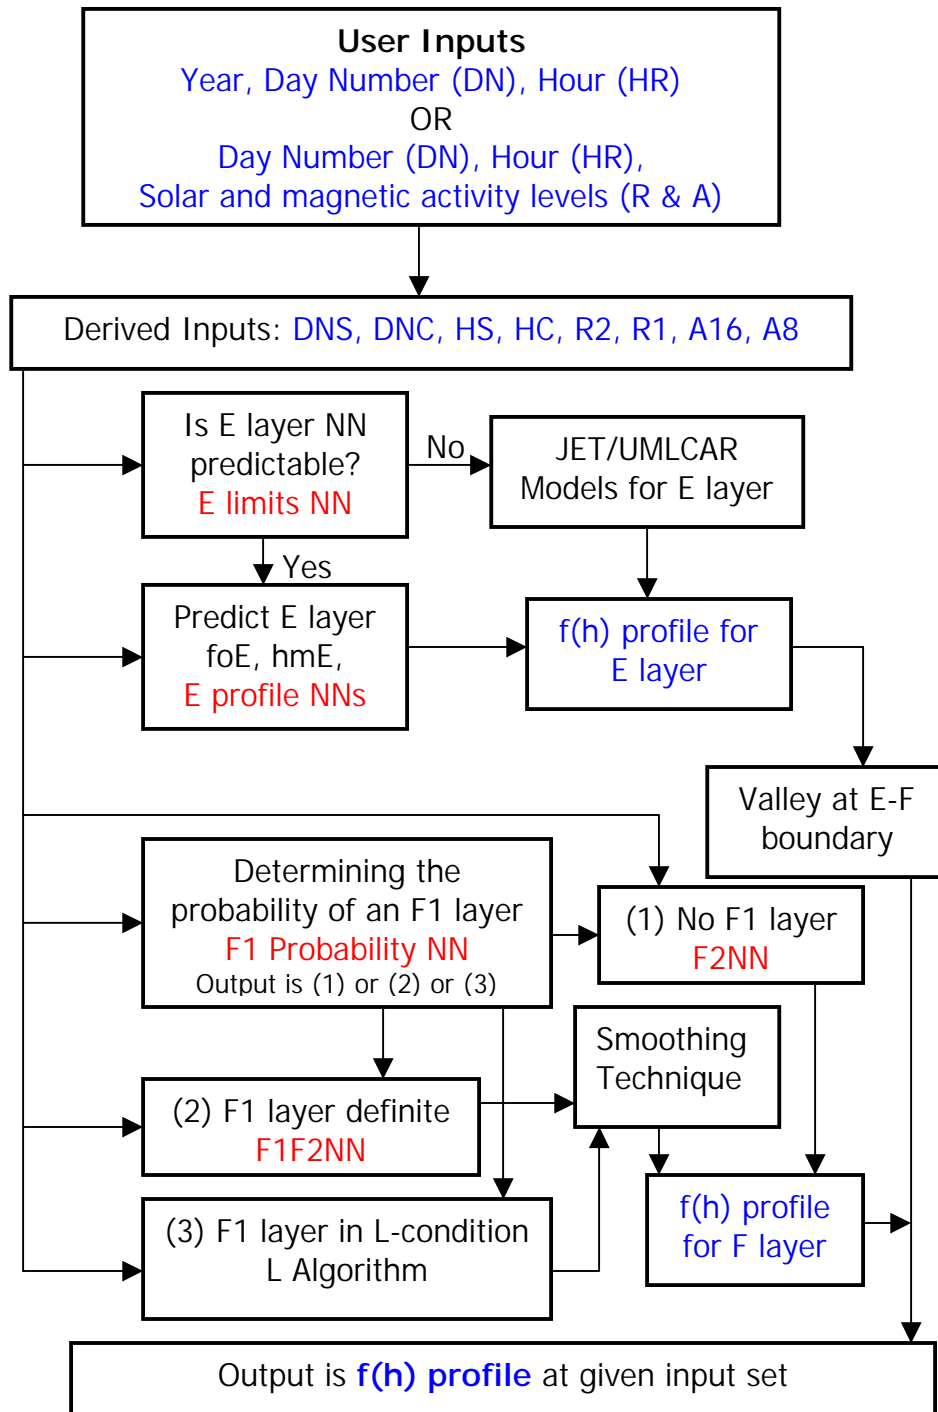 User Inputs
Year, Day Number (DN), Hour (HR)
OR
Day Number (DN), Hour (HR),
Solar and magnetic activity levels (R & A)
Derived Inputs: DNS, DNC, HS, HC, R2, R1, A16, A8
Is E layer NN
predictable?
E limits NN
No
JET/UMLCAR
Models for E layer
Yes
Predict E layer
foE, hmE,
E profile NNs
f(h) profile for
E layer
Valley at E-F
boundary
Determining the
probability of an F1 layer
F1 Probability NN
Output is (1) or (2) or (3)
(1) No F1 layer
F2NN
Smoothing
Technique
(2) F1 layer definite
F1F2NN
(3) F1 layer in L-condition
L Algorithm
f(h) profile
for F layer
Output is f(h) profile at given input set